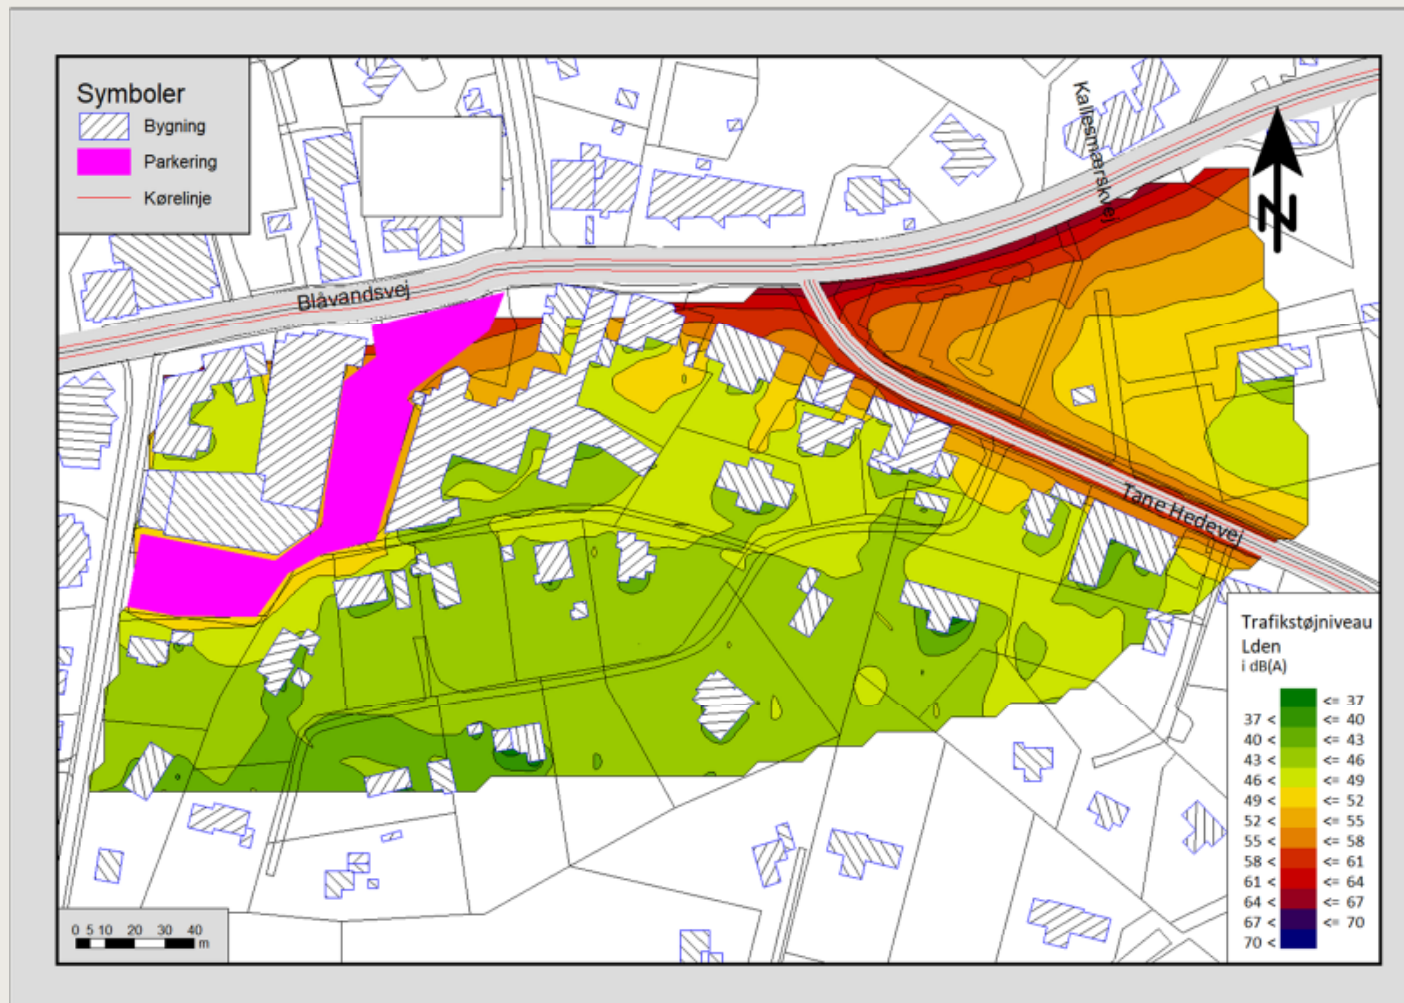 Symboler
Bygning
Parkering
Kørelinje
Kallesmærskvej
N
Blåvandsvej
Tane Hedevej
Trafikstøjniveau
Lden
i dB(A)
<= 37
37 < <= 40
40 < <= 43
43 < <= 46
46 < <= 49
49 < <= 52
52 < <= 55
55 < <= 58
58 < <= 61
61 < <= 64
64 < <= 67
67 < <= 70
70 <
0 5 10 20 30 40
m